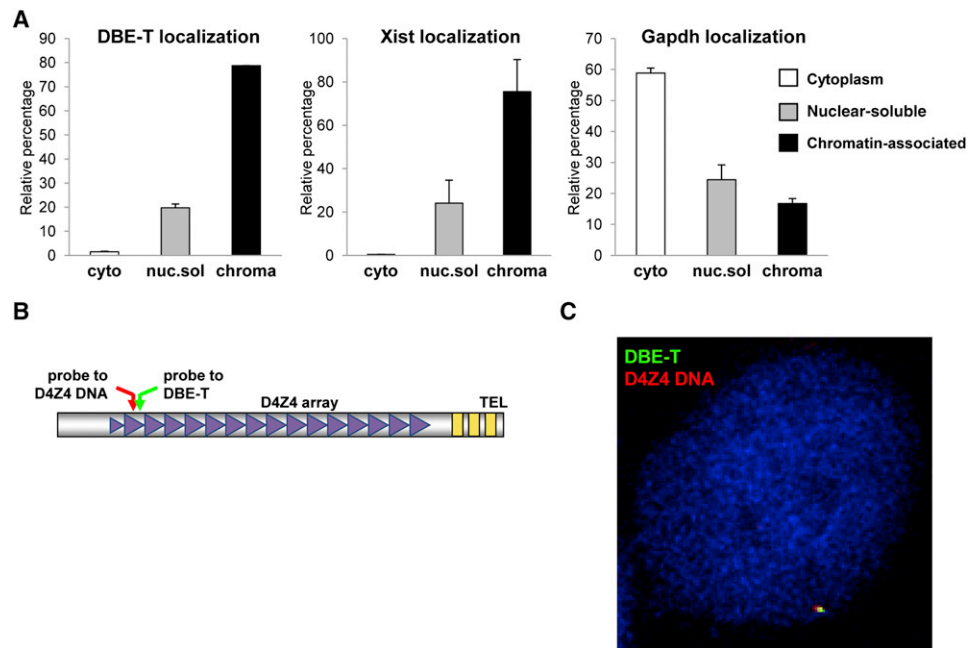 A
DBE-T localization
Relative percentage
90
80
70
60
50
40
30
20
10
0
cyto nuc.sol chroma
Xist localization
Relative percentage
100
80
60
40
20
0
cyto nuc.sol chroma
Gapdh localization
Relative percentage
70
60
50
40
30
20
10
0
cyto nuc.sol chroma
Cytoplasm
Nuclear-soluble
Chromatin-associated
B
probe to
D4Z4 DNA
probe to
DBE-T
D4Z4 array
TEL
C
DBE-T
D4Z4 DNA